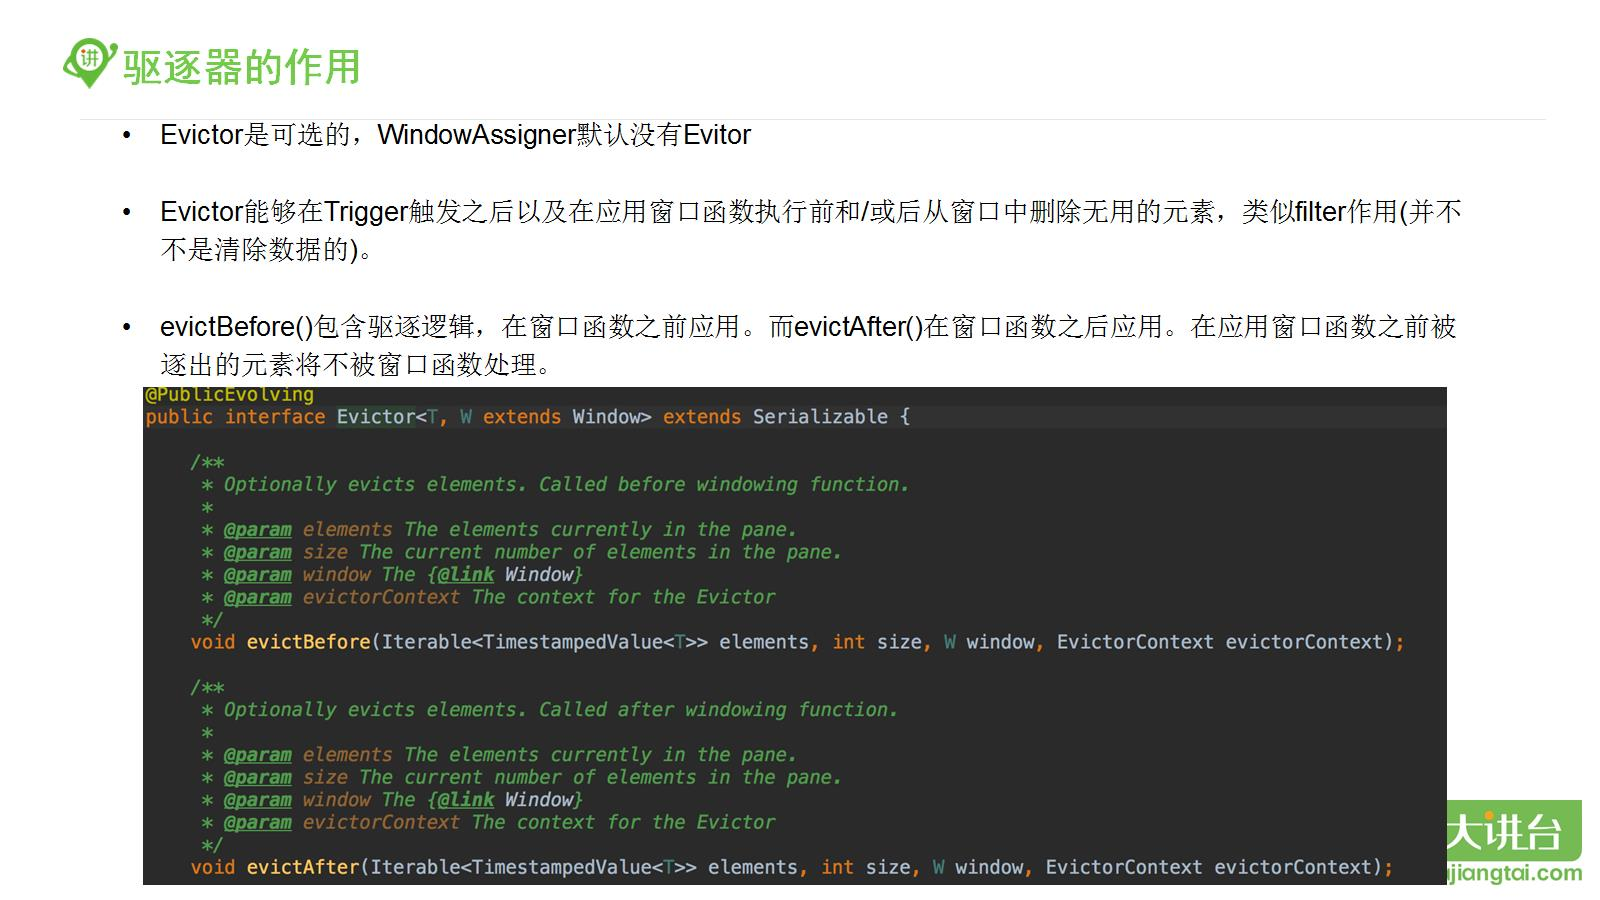 讲
驱逐器的作用
• Evictor是可选的，WindowAssigner默认没有Evitor
• Evictor能够在Trigger触发之后以及在应用窗口函数执行前和/或后从窗口中删除无用的元素，类似filter作用(并不
不是清除数据的)。
• evictBefore()包含驱逐逻辑，在窗口函数之前应用。而evictAfter()在窗口函数之后应用。在应用窗口函数之前被
逐出的元素将不被窗口函数处理。
@PublicEvolving
public interface Evictor<T, W extends Window> extends Serializable {
/**
* Optionally evicts elements. Called before windowing function.
*
* @param elements The elements currently in the pane.
* @param size The current number of elements in the pane.
* @param window The {@link Window}
* @param evictorContext The context for the Evictor
*/
void evictBefore(Iterable<TimestampedValue<T>> elements, int size, W window, EvictorContext evictorContext);
/**
* Optionally evicts elements. Called after windowing function.
*
* @param elements The elements currently in the pane.
* @param size The current number of elements in the pane.
* @param window The {@link Window}
* @param evictorContext The context for the Evictor
*/
void evictAfter(Iterable<TimestampedValue<T>> elements, int size, W window, EvictorContext evictorContext);
大讲台
jiangtai.com